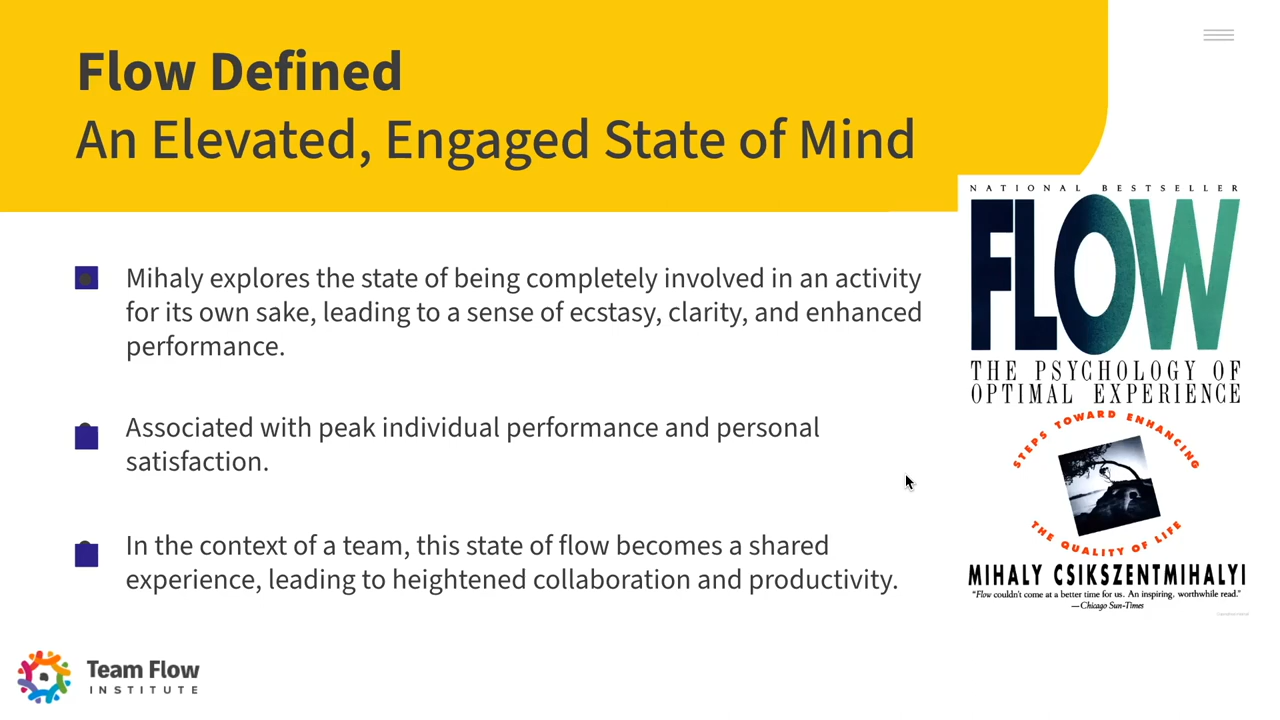 Flow Defined
An Elevated, Engaged State of Mind
Mihaly explores the state of being completely involved in an activity
for its own sake, leading to a sense of ecstasy, clarity, and enhanced
performance.
Associated with peak individual performance and personal
satisfaction.
In the context of a team, this state of flow becomes a shared
experience, leading to heightened collaboration and productivity.
NATIONAL BESTSELLER
FLOW
THE PSYCHOLOGY OF
OPTIMAL EXPERIENCE
STEPS TOWARD ENHANCING
THE QUALITY OF LIFE
MIHALY CSIKSZENTMIHALYI
"Flow couldn't come at a better time for us. An inspiring, worthwhile read."
—Chicago Sun-Times
Team Flow
INSTITUTE